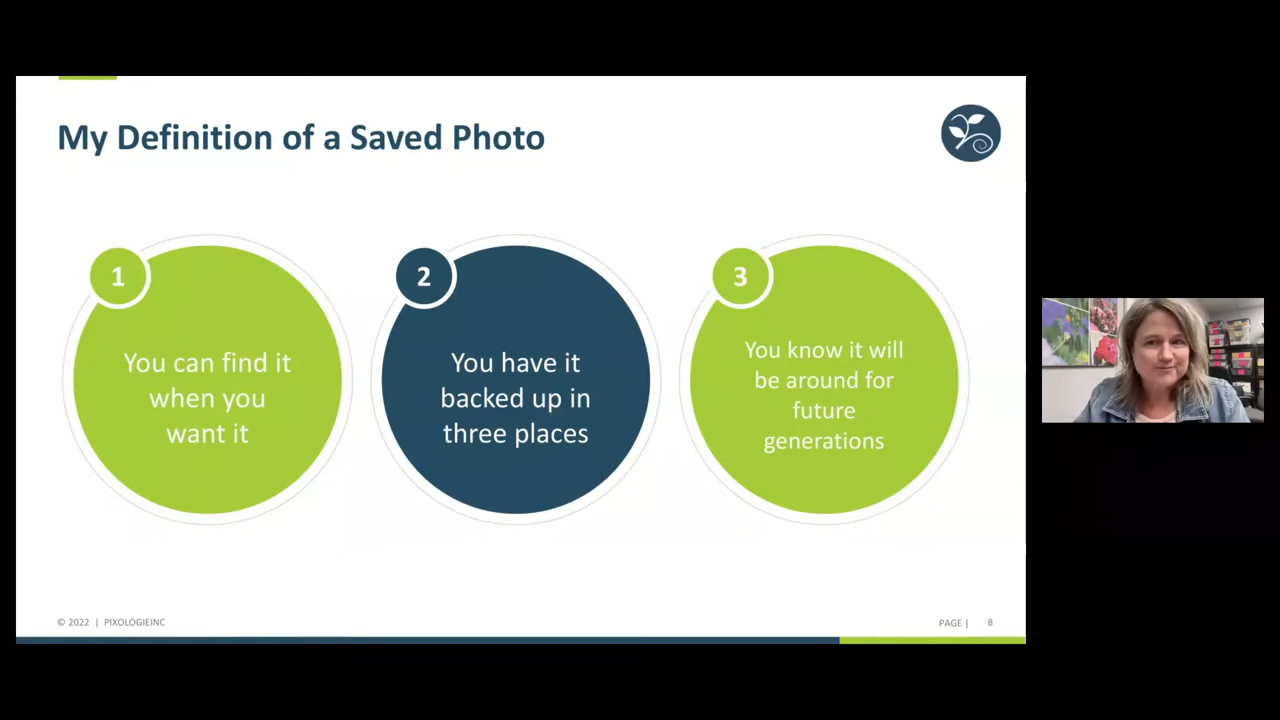 My Definition of a Saved Photo
1
You can find it
when you
want it
2
You have it
backed up in
three places
3
You know it will
be around for
future
generations
© 2022 | PIXOLOGIEINC
PAGE | 8